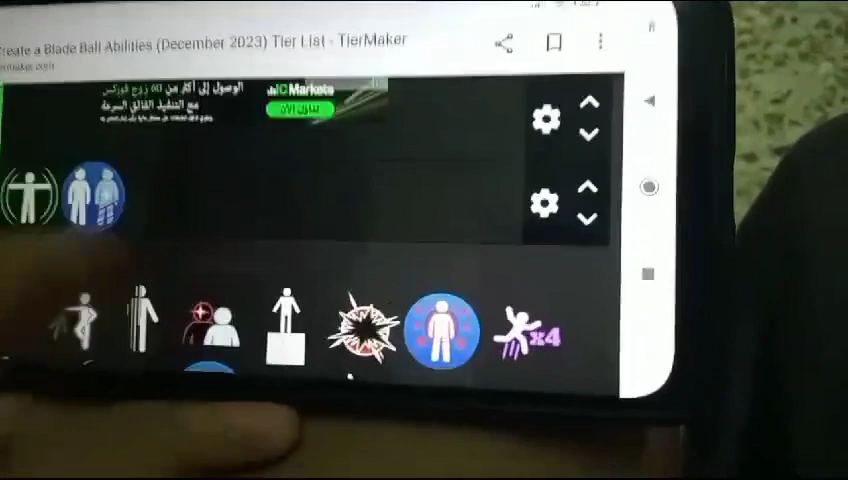 reate a Blade Ball Abilities (December 2023) Tier List - TierMaker
ermaker.com
الوصول إلى أكثر من 60 زوج فوركس
مع التنفيذ الفائق السرعة
IC Markets
تداول الآن
x4